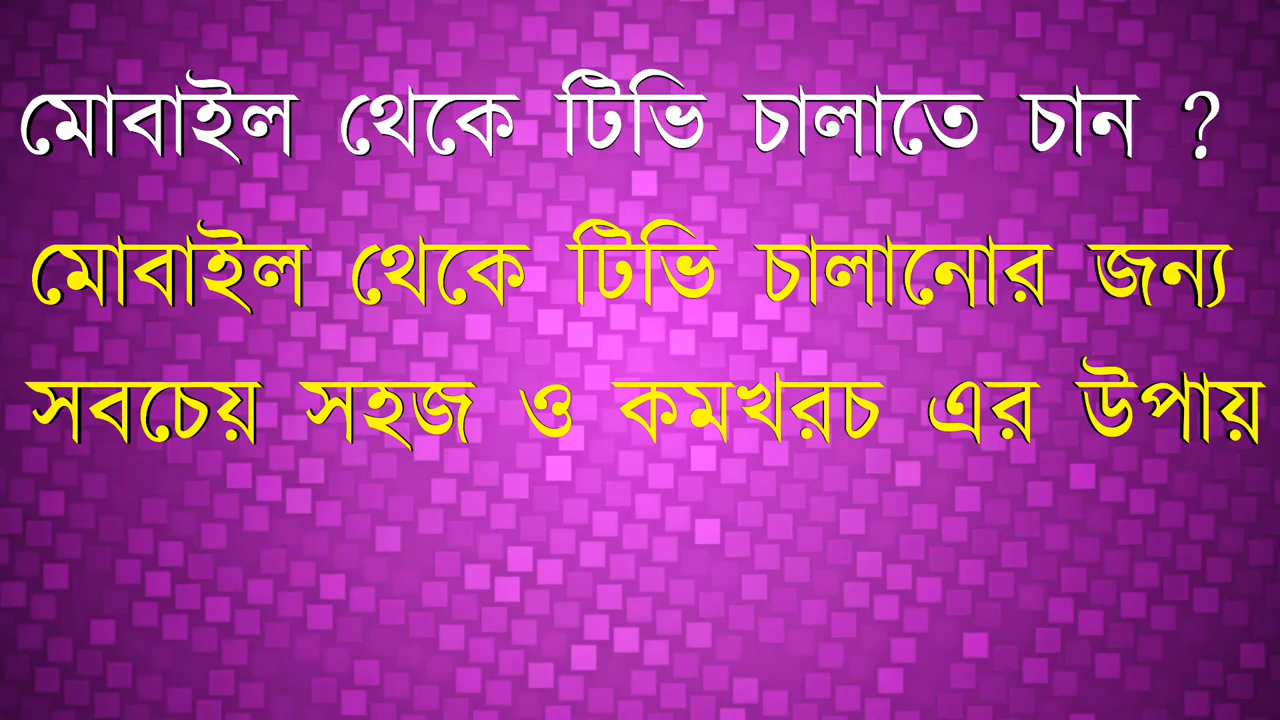 মোবাইল থেকে টিভি চালাতে চান ?
মোবাইল থেকে টিভি চালানোর জন্য
সবচেয় সহজ ও কমখরচ এর উপায়